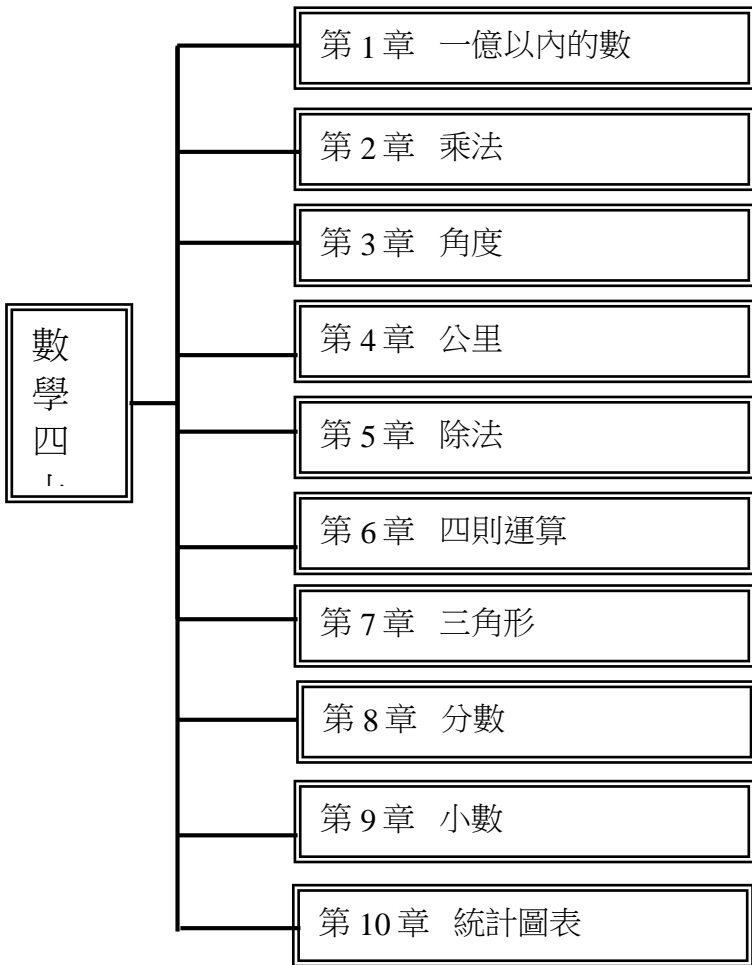 第 1 章 一億以內的數
第 2 章 乘法
第 3 章 角度
第 4 章 公里
第 5 章 除法
第 6 章 四則運算
第 7 章 三角形
第 8 章 分數
第 9 章 小數
第 10 章 統計圖表
數
學
四